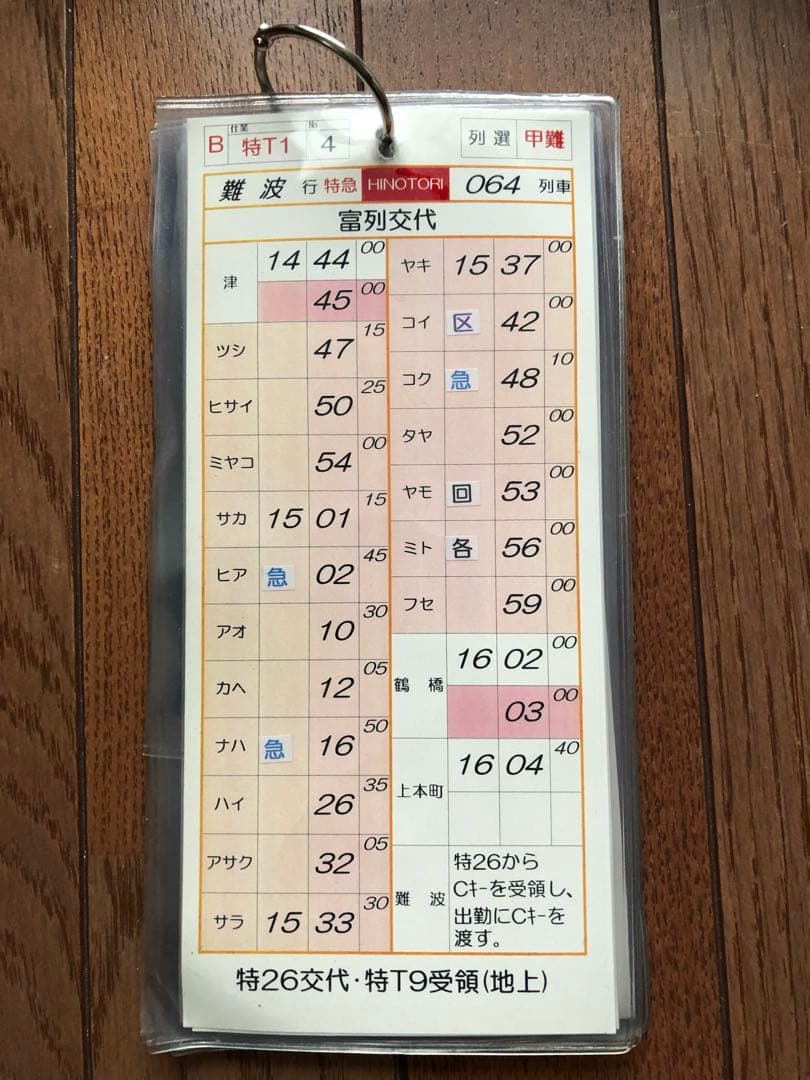 B 仕業 特T1 No 4 列選 甲難
難波行 特急 HINOTORI 064 列車
富列交代
津 14 44 00
45 00
ツシ 47 15
ヒサイ 50 25
ミヤコ 54 00
サカ 15 01 15
ヒア 急 02 45
アオ 10 30
カヘ 12 05
ナハ 急 16 50
ハイ 26 35
アサク 32 05
サラ 15 33 30
ヤキ 15 37 00
コイ 区 42 00
コク 急 48 10
タヤ 52 00
ヤモ 回 53 00
ミト 各 56 00
フセ 59 00
鶴橋 16 02 00
03 00
上本町 16 04 40
難波 特26から
Cキーを受領し、
出勤にCキーを
渡す。
特26交代・特T9受領(地上)